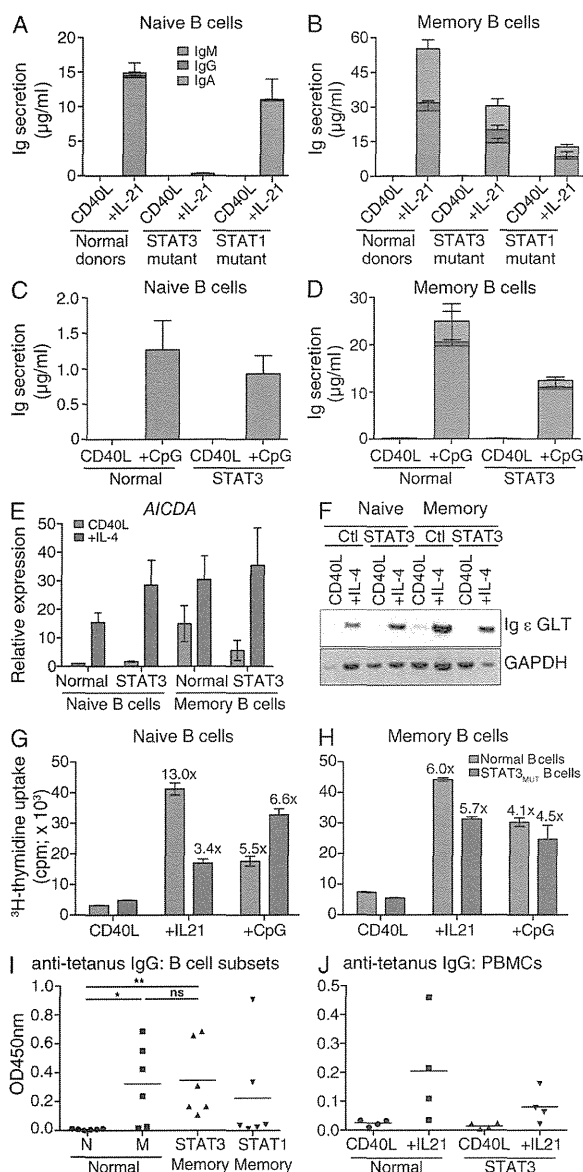 A
Naive B cells
Ig secretion (µg/ml)
20
15
10
5
0
IgM
IgG
IgA
CD40L
+IL-21
CD40L
+IL-21
CD40L
+IL-21
Normal donors
STAT3 mutant
STAT1 mutant
B
Memory B cells
Ig secretion (µg/ml)
60
45
30
15
0
CD40L
+IL-21
CD40L
+IL-21
CD40L
+IL-21
Normal donors
STAT3 mutant
STAT1 mutant
C
Naive B cells
Ig secretion (µg/ml)
2.0
1.5
1.0
0.5
0.0
CD40L +CpG CD40L +CpG
Normal STAT3
D
Memory B cells
Ig secretion (µg/ml)
30
20
10
0
CD40L +CpG CD40L +CpG
Normal STAT3
E
AICDA
Relative expression
50
40
30
20
10
0
CD40L
+IL-4
Normal STAT3 Normal STAT3
Naive B cells Memory B cells
F
Naive Memory
Ctl STAT3 Ctl STAT3
CD40L
+IL-4
CD40L
+IL-4
CD40L
+IL-4
CD40L
+IL-4
Ig ε GLT
GAPDH
G
Naive B cells
³H-thymidine uptake (cpm; x 10³)
50
40
30
20
10
0
13.0x
3.4x
5.5x
6.6x
CD40L +IL21 +CpG
H
Memory B cells
50
40
30
20
10
0
Normal B cells
STAT3MUT B cells
6.0x
5.7x
4.1x
4.5x
CD40L +IL21 +CpG
I
anti-tetanus IgG: B cell subsets
OD450nm
1.0
0.8
0.6
0.4
0.2
0.0
**
*
ns
N M STAT3 STAT1
Normal Memory Memory
J
anti-tetanus IgG: PBMCs
0.5
0.4
0.3
0.2
0.1
0.0
CD40L +IL21 CD40L +IL21
Normal STAT3